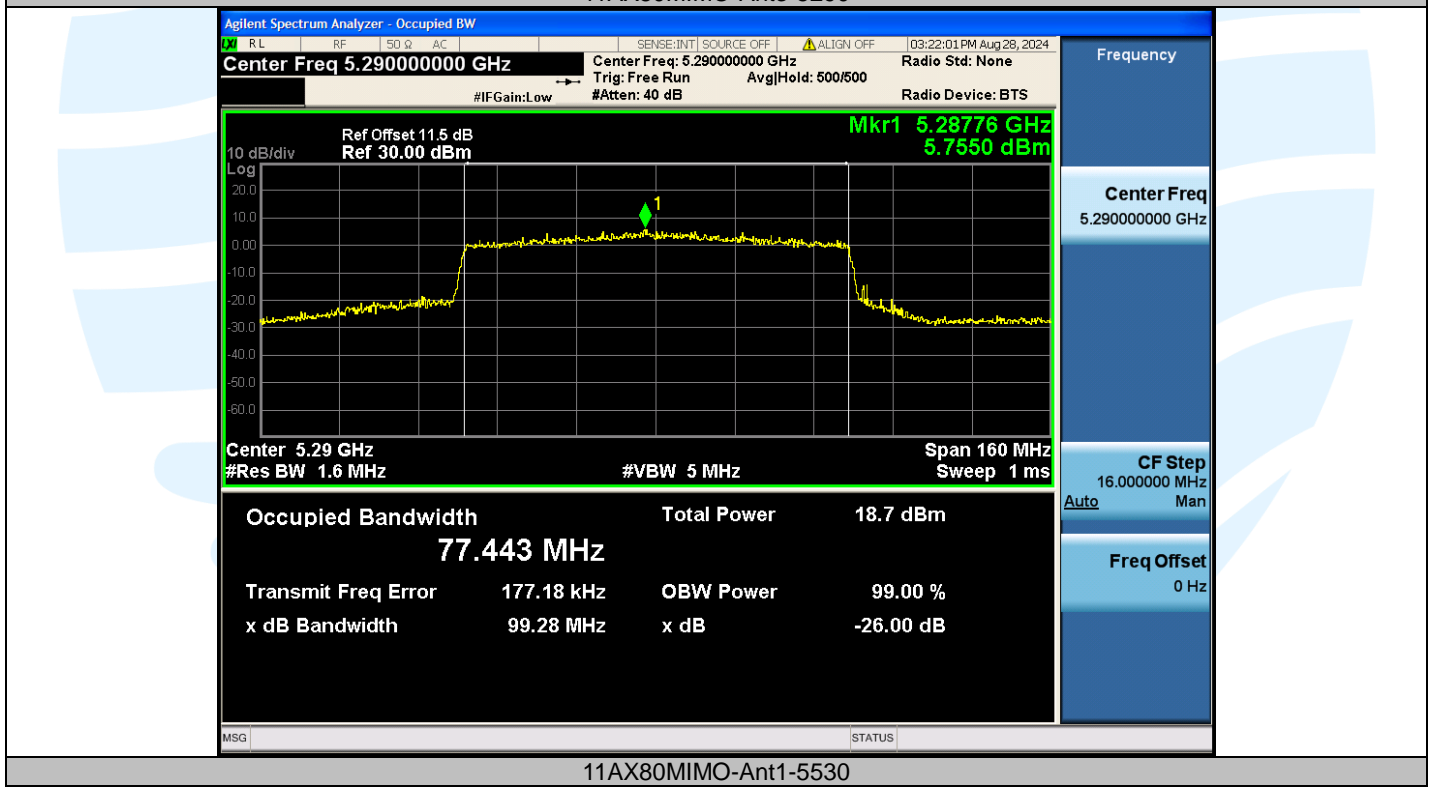 Agilent Spectrum Analyzer - Occupied BW
LXI RL RF 50 Ω AC SENSE:INT SOURCE OFF ALIGN OFF 03:22:01 PM Aug 28, 2024
Center Freq 5.290000000 GHz
Center Freq: 5.290000000 GHz
Radio Std: None
Trig: Free Run Avg|Hold: 500/500
#IFGain:Low
#Atten: 40 dB
Radio Device: BTS
Frequency
Mkr1 5.28776 GHz
5.7550 dBm
Ref Offset 11.5 dB
10 dB/div Ref 30.00 dBm
Log
20.0
10.0
0.00
-10.0
-20.0
-30.0
-40.0
-50.0
-60.0
1
Center 5.29 GHz Span 160 MHz
#Res BW 1.6 MHz #VBW 5 MHz Sweep 1 ms
Center Freq
5.290000000 GHz
CF Step
16.000000 MHz
Auto Man
Freq Offset
0 Hz
Occupied Bandwidth Total Power 18.7 dBm
77.443 MHz
Transmit Freq Error 177.18 kHz OBW Power 99.00 %
x dB Bandwidth 99.28 MHz x dB -26.00 dB
MSG STATUS
11AX80MIMO-Ant1-5530